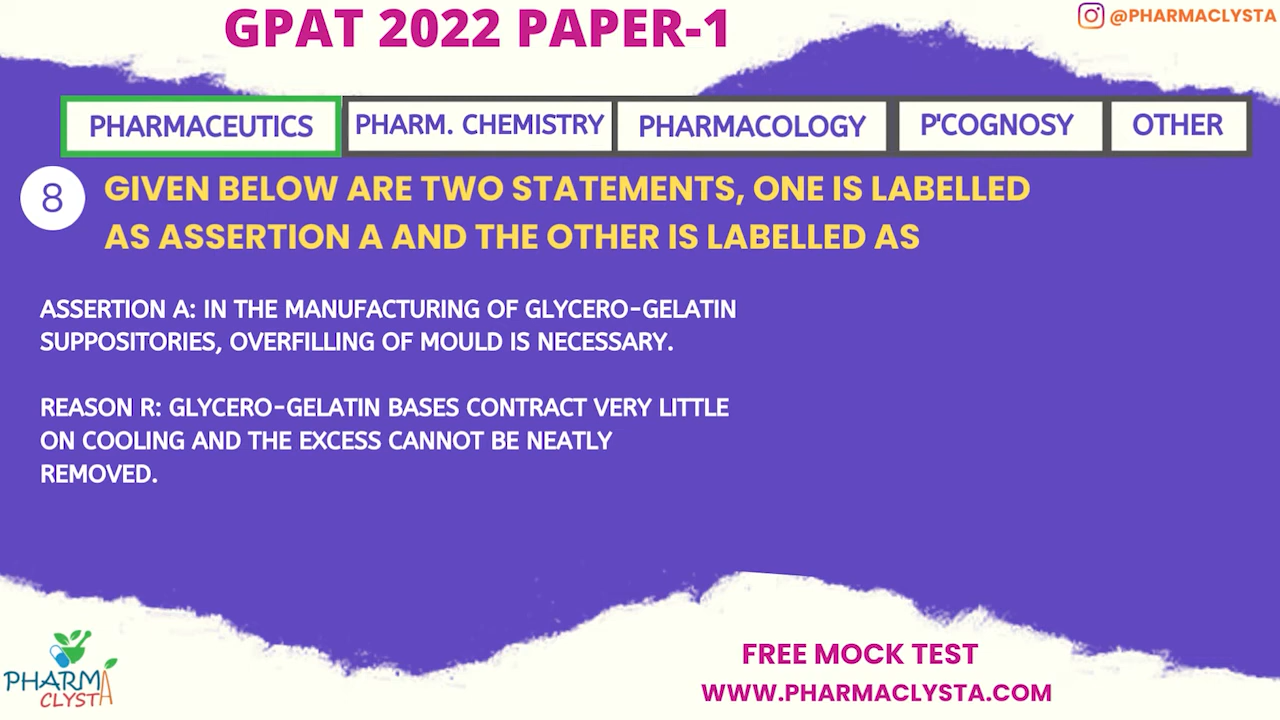 GPAT 2022 PAPER-1
@PHARMACLYSTA
PHARMACEUTICS
PHARM. CHEMISTRY
PHARMACOLOGY
P'COGNOSY
OTHER
8
GIVEN BELOW ARE TWO STATEMENTS, ONE IS LABELLED
AS ASSERTION A AND THE OTHER IS LABELLED AS
ASSERTION A: IN THE MANUFACTURING OF GLYCERO-GELATIN
SUPPOSITORIES, OVERFILLING OF MOULD IS NECESSARY.
REASON R: GLYCERO-GELATIN BASES CONTRACT VERY LITTLE
ON COOLING AND THE EXCESS CANNOT BE NEATLY
REMOVED.
PHARMA
CLYSTA
FREE MOCK TEST
WWW.PHARMACLYSTA.COM